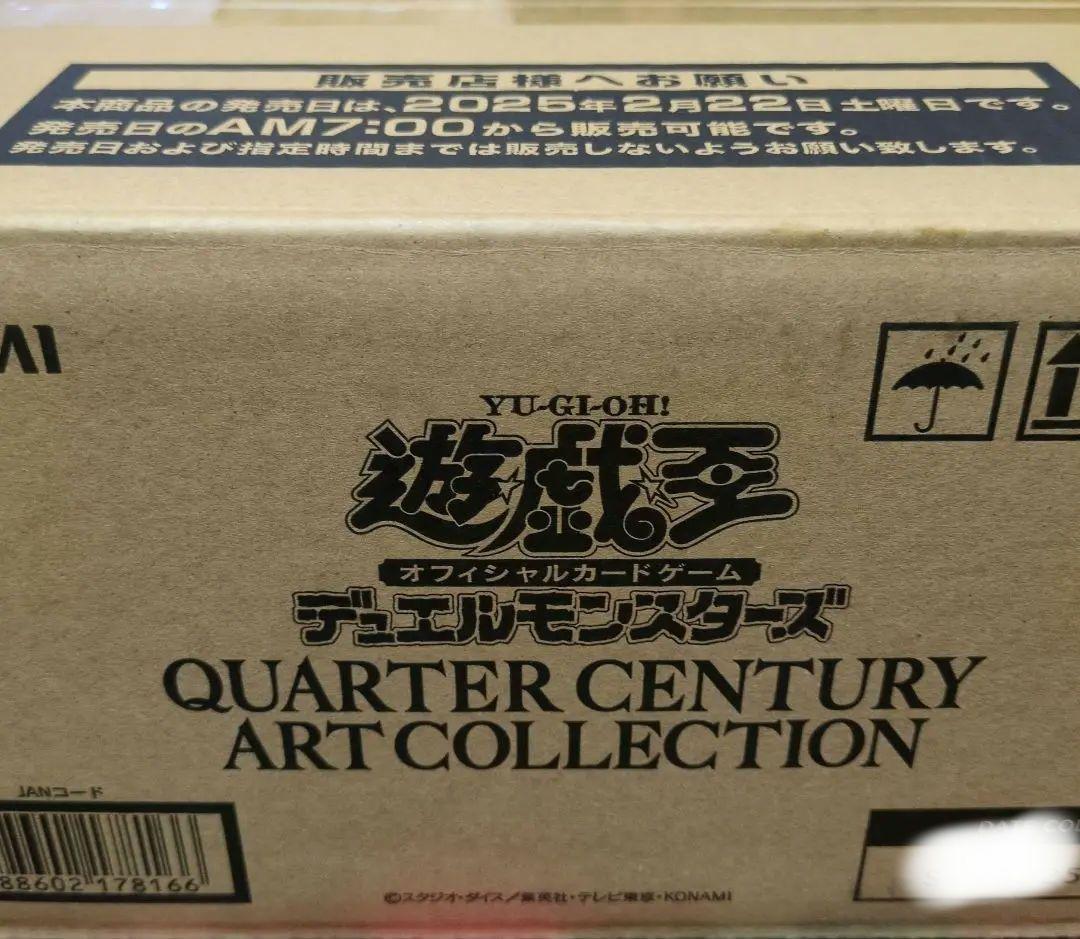 販売店様へお願い
本商品の発売日は、2025年2月22日土曜日です。
発売日のAM7:00から販売可能です。
発売日および指定時間までは販売しないようお願い致します。
AMI
YU-GI-OH!
遊戯王
オフィシャルカードゲーム
デュエルモンスターズ
QUARTER CENTURY
ART COLLECTION
JANコード
88602 178166
©スタジオ・ダイス/集英社・テレビ東京・KONAMI